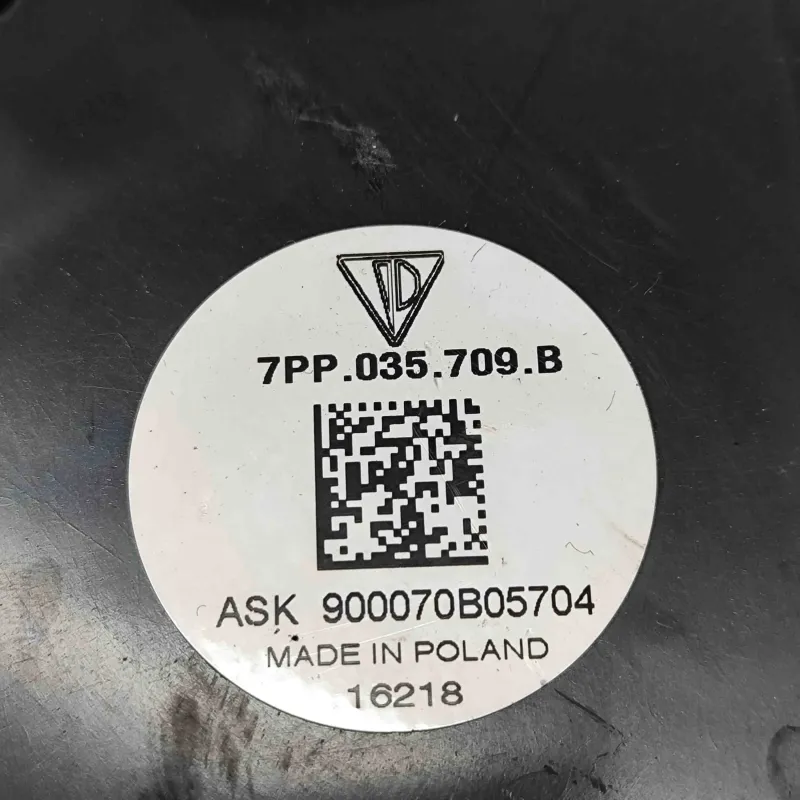 7PP.035.709.B
ASK 900070B05704
MADE IN POLAND
16218